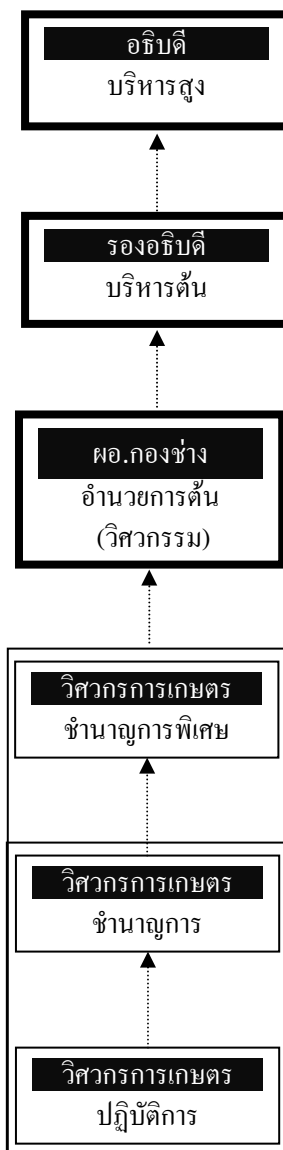 อธิบดี
บริหารสูง
รองอธิบดี
บริหารต้น
ผอ.กองช่าง
อำนวยการต้น
(วิศวกรรม)
วิศวกรการเกษตร
ชำนาญการพิเศษ
วิศวกรการเกษตร
ชำนาญการ
วิศวกรการเกษตร
ปฏิบัติการ